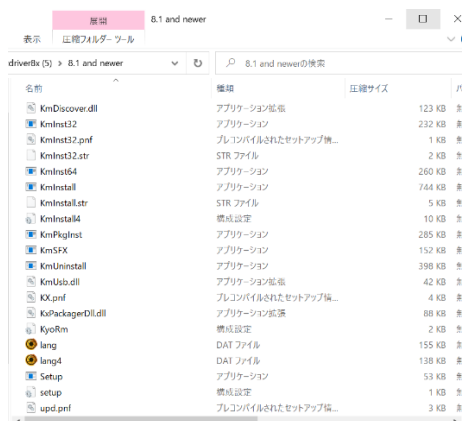 展開 8.1 and newer
表示 圧縮フォルダー ツール
driver8x (5) > 8.1 and newer 8.1 and newerの検索
名前 種類 圧縮サイズ
KmDiscover.dll アプリケーション拡張 123 KB
KmInst32 アプリケーション 232 KB
KmInst32.pnf プレコンパイルされたセットアップ情... 1 KB
KmInst32.str STR ファイル 2 KB
KmInst64 アプリケーション 260 KB
KmInstall アプリケーション 744 KB
KmInstall.str STR ファイル 5 KB
KmInstall4 構成設定 10 KB
KmPkgInst アプリケーション 285 KB
KmSFX アプリケーション 152 KB
KmUninstall アプリケーション 398 KB
KmUsb.dll アプリケーション拡張 42 KB
KX.pnf プレコンパイルされたセットアップ情... 4 KB
KxPackagerDll.dll アプリケーション拡張 88 KB
KyoRm 構成設定 2 KB
lang DAT ファイル 155 KB
lang4 DAT ファイル 138 KB
Setup アプリケーション 53 KB
setup 構成設定 1 KB
upd.pnf プレコンパイルされたセットアップ情... 3 KB